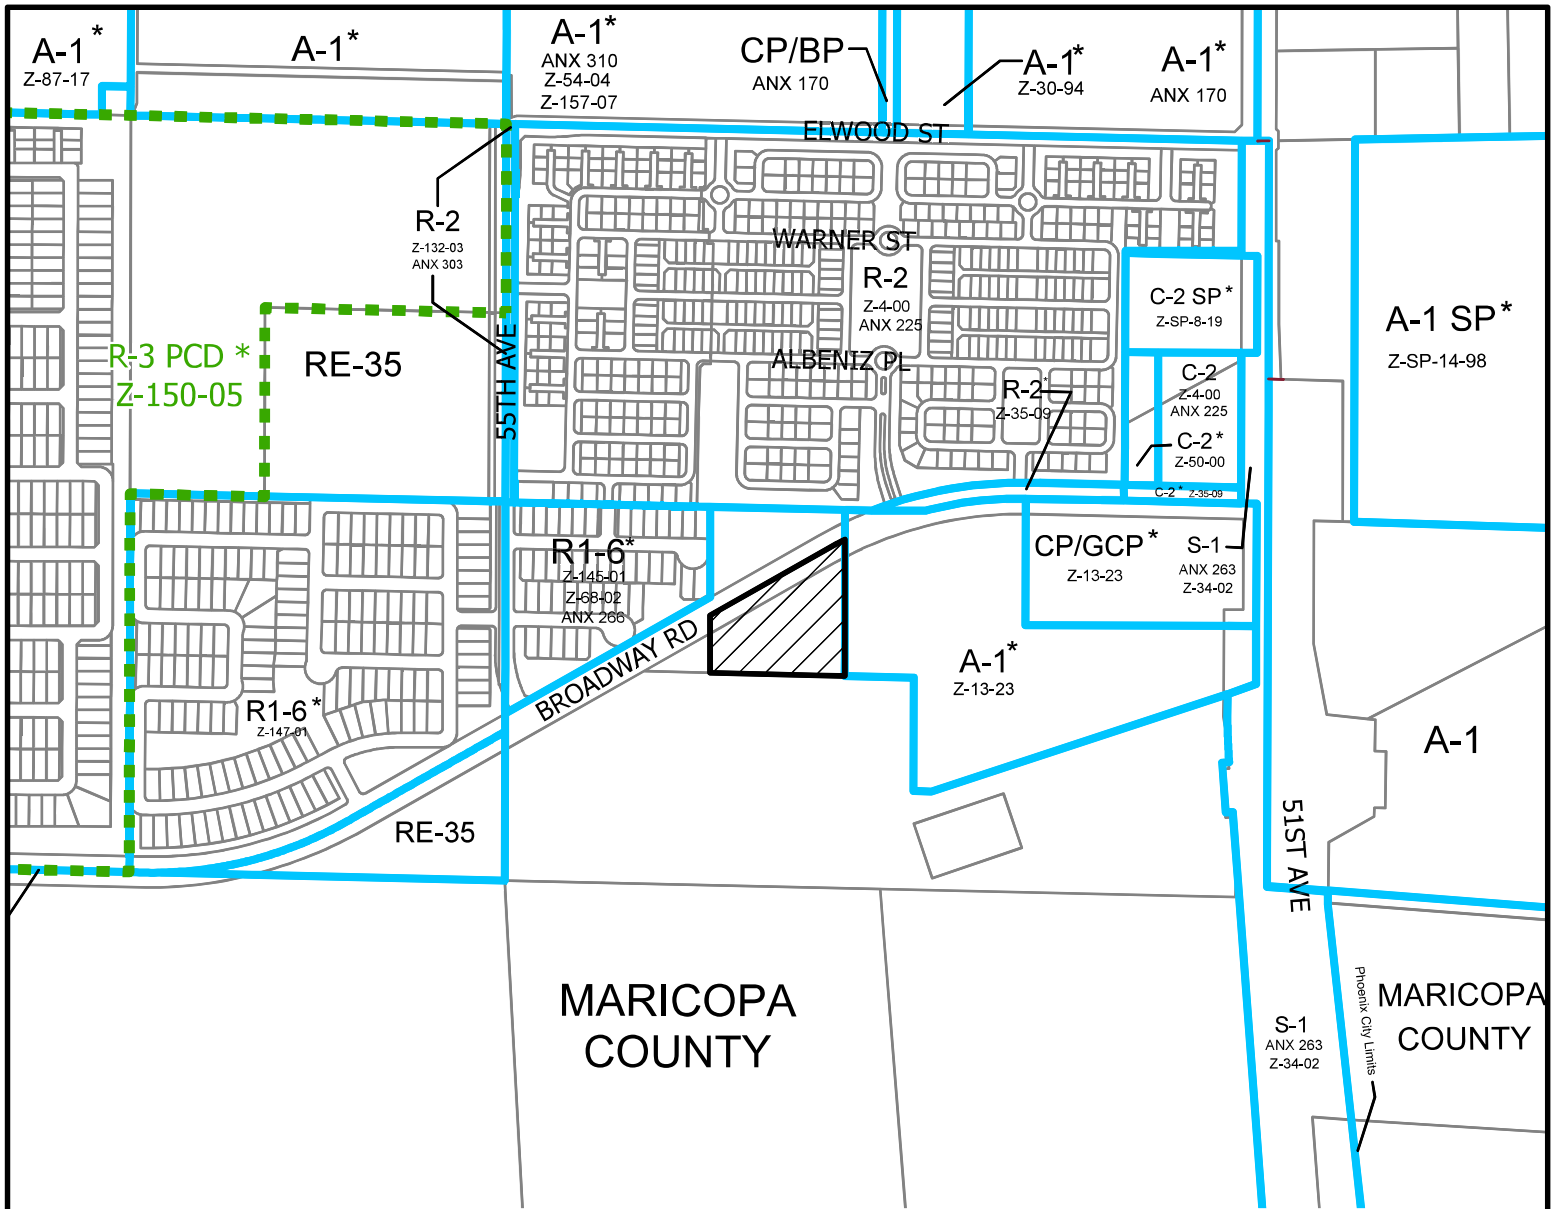 A-1*
Z-87-17
A-1*
A-1*
ANX 310
Z-54-04
Z-157-07
CP/BP
ANX 170
A-1*
Z-30-94
A-1*
ANX 170
ELWOOD ST
R-2
Z-132-03
ANX 303
WARNER ST
R-2
Z-4-00
ANX 225
C-2 SP*
Z-SP-8-19
A-1 SP*
Z-SP-14-98
R-3 PCD *
Z-150-05
RE-35
55TH AVE
ALBENIZ PL
R-2*
Z-35-09
C-2
Z-4-00
ANX 225
C-2*
Z-50-00
C-2* Z-35-09
R1-6*
Z-145-01
Z-68-02
ANX 266
CP/GCP*
Z-13-23
S-1
ANX 263
Z-34-02
BROADWAY RD
A-1*
Z-13-23
R1-6*
Z-147-01
A-1
RE-35
51ST AVE
MARICOPA
COUNTY
Phoenix City Limits
MARICOPA
COUNTY
S-1
ANX 263
Z-34-02